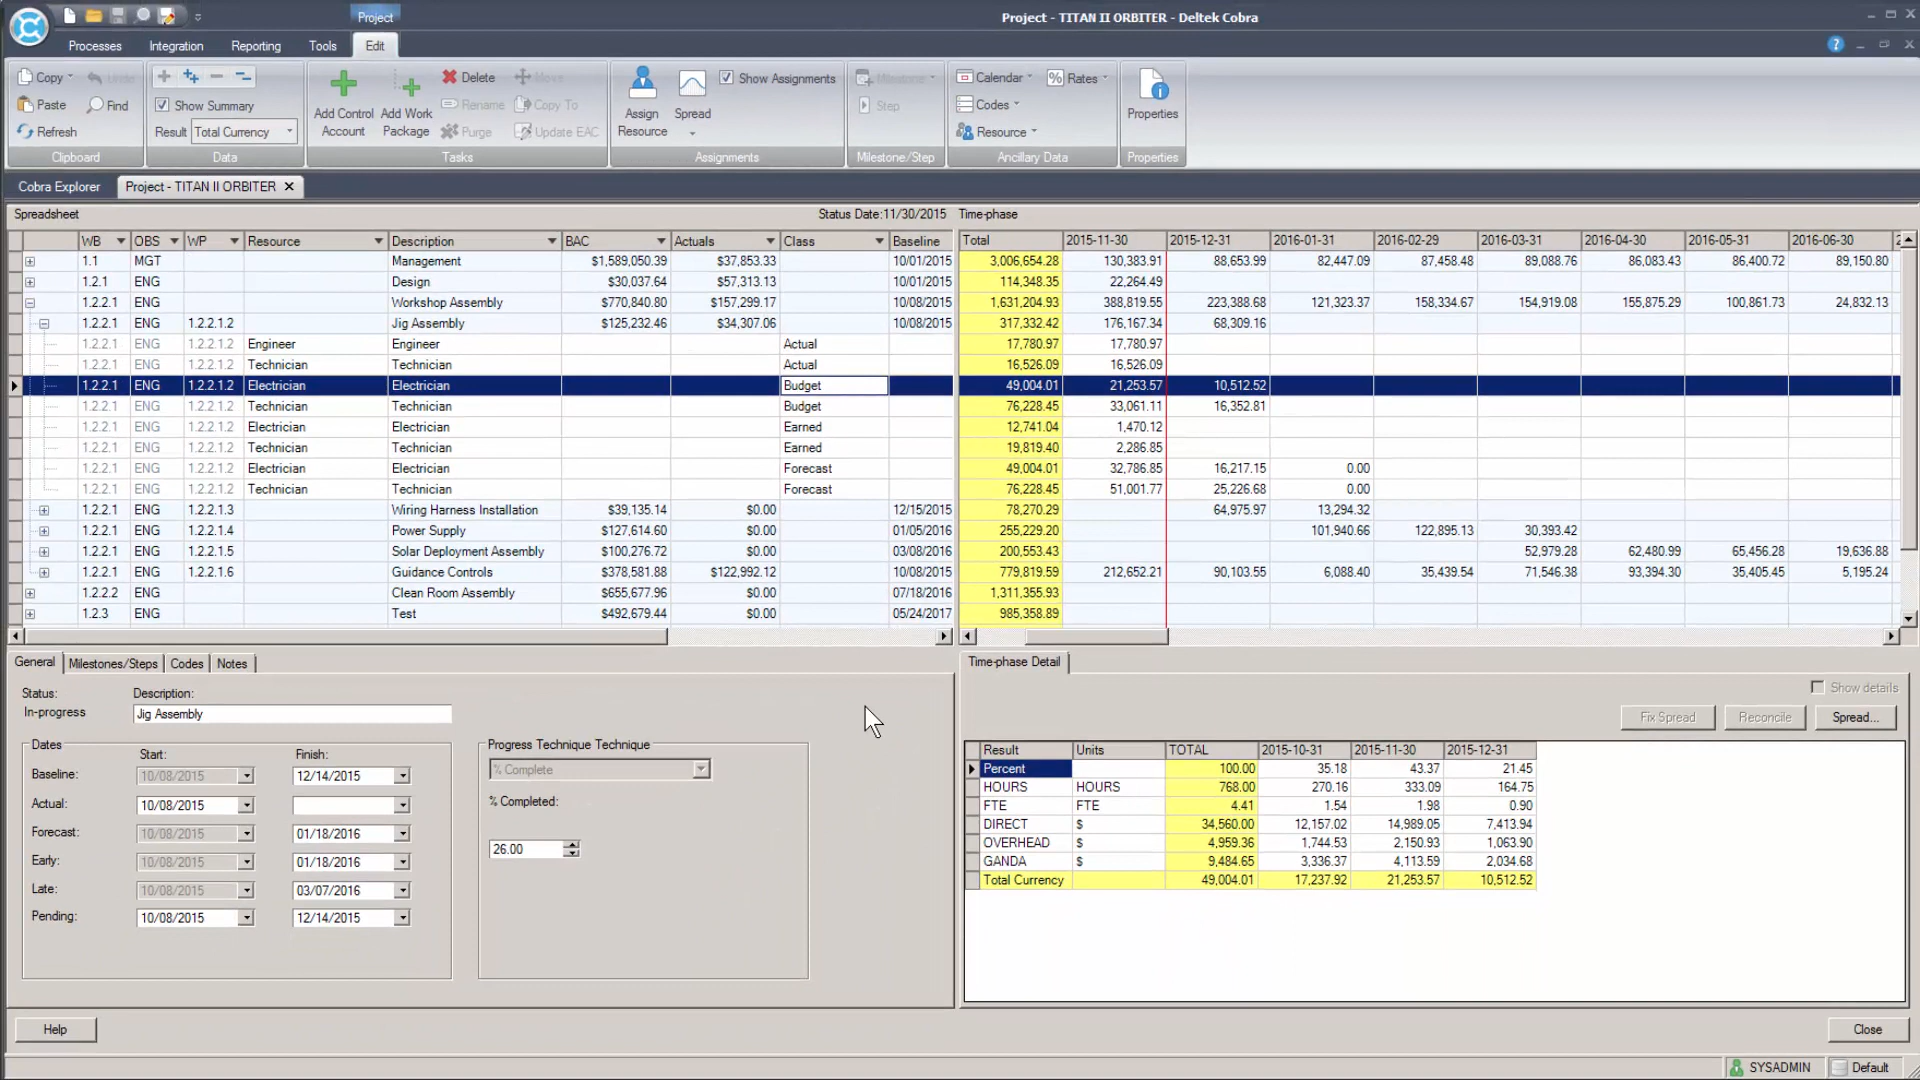 Project
Project - TITAN II ORBITER - Deltek Cobra
Processes Integration Reporting Tools Edit
Copy Undo
Paste Find
Refresh
Clipboard
Show Summary
Result Total Currency
Data
Add Control Account
Add Work Package
Delete Move
Rename Copy To
Purge Update EAC
Tasks
Assign Resource
Spread
Show Assignments
Assignments
Milestone
Step
Milestone/Step
Calendar Rates
Codes
Resource
Ancillary Data
Properties
Properties
Cobra Explorer Project - TITAN II ORBITER
Spreadsheet Status Date:11/30/2015 Time-phase
WB OBS WP Resource Description BAC Actuals Class Baseline Total 2015-11-30 2015-12-31 2016-01-31 2016-02-29 2016-03-31 2016-04-30 2016-05-31 2016-06-30 2
1.1 MGT Management $1,589,050.39 $37,853.33 10/01/2015 3,006,654.28 130,383.91 88,653.99 82,447.09 87,458.48 89,088.76 86,083.43 86,400.72 89,150.80
1.2.1 ENG Design $30,037.64 $57,313.13 10/01/2015 114,348.35 22,264.49
1.2.2.1 ENG Workshop Assembly $770,840.80 $157,299.17 10/08/2015 1,631,204.93 388,819.55 223,388.68 121,323.37 158,334.67 154,919.08 155,875.29 100,861.73 24,832.13
1.2.2.1 ENG 1.2.2.1.2 Jig Assembly $125,232.46 $34,307.06 10/08/2015 317,332.42 176,167.34 68,309.16
1.2.2.1 ENG 1.2.2.1.2 Engineer Engineer Actual 17,780.97 17,780.97
1.2.2.1 ENG 1.2.2.1.2 Technician Technician Actual 16,526.09 16,526.09
1.2.2.1 ENG 1.2.2.1.2 Electrician Electrician Budget 49,004.01 21,253.57 10,512.52
1.2.2.1 ENG 1.2.2.1.2 Technician Technician Budget 76,228.45 33,061.11 16,352.81
1.2.2.1 ENG 1.2.2.1.2 Electrician Electrician Earned 12,741.04 1,470.12
1.2.2.1 ENG 1.2.2.1.2 Technician Technician Earned 19,819.40 2,286.85
1.2.2.1 ENG 1.2.2.1.2 Electrician Electrician Forecast 49,004.01 32,786.85 16,217.15 0.00
1.2.2.1 ENG 1.2.2.1.2 Technician Technician Forecast 76,228.45 51,001.77 25,226.68 0.00
1.2.2.1 ENG 1.2.2.1.3 Wiring Harness Installation $39,135.14 $0.00 12/15/2015 78,270.29 64,975.97 13,294.32
1.2.2.1 ENG 1.2.2.1.4 Power Supply $127,614.60 $0.00 01/05/2016 255,229.20 101,940.66 122,895.13 30,393.42
1.2.2.1 ENG 1.2.2.1.5 Solar Deployment Assembly $100,276.72 $0.00 03/08/2016 200,553.43 52,979.28 62,480.99 65,456.28 19,636.88
1.2.2.1 ENG 1.2.2.1.6 Guidance Controls $378,581.88 $122,992.12 10/08/2015 779,819.59 212,652.21 90,103.55 6,088.40 35,439.54 71,546.38 93,394.30 35,405.45 5,195.24
1.2.2.2 ENG Clean Room Assembly $655,677.96 $0.00 07/18/2016 1,311,355.93
1.2.3 ENG Test $492,679.44 $0.00 05/24/2017 985,358.89
General Milestones/Steps Codes Notes
Status: Description:
In-progress Jig Assembly
Dates
Start: Finish:
Baseline: 10/08/2015 12/14/2015
Actual: 10/08/2015
Forecast: 10/08/2015 01/18/2016
Early: 10/08/2015 01/18/2016
Late: 10/08/2015 03/07/2016
Pending: 10/08/2015 12/14/2015
Progress Technique Technique
% Complete
% Completed:
26.00
Time-phase Detail
Show details
Fix Spread Reconcile Spread...
Result Units TOTAL 2015-10-31 2015-11-30 2015-12-31
Percent 100.00 35.18 43.37 21.45
HOURS HOURS 768.00 270.16 333.09 164.75
FTE FTE 4.41 1.54 1.98 0.90
DIRECT $ 34,560.00 12,157.02 14,989.05 7,413.94
OVERHEAD $ 4,959.36 1,744.53 2,150.93 1,063.90
GANDA $ 9,484.65 3,336.37 4,113.59 2,034.68
Total Currency 49,004.01 17,237.92 21,253.57 10,512.52
Help Close
SYSADMIN Default